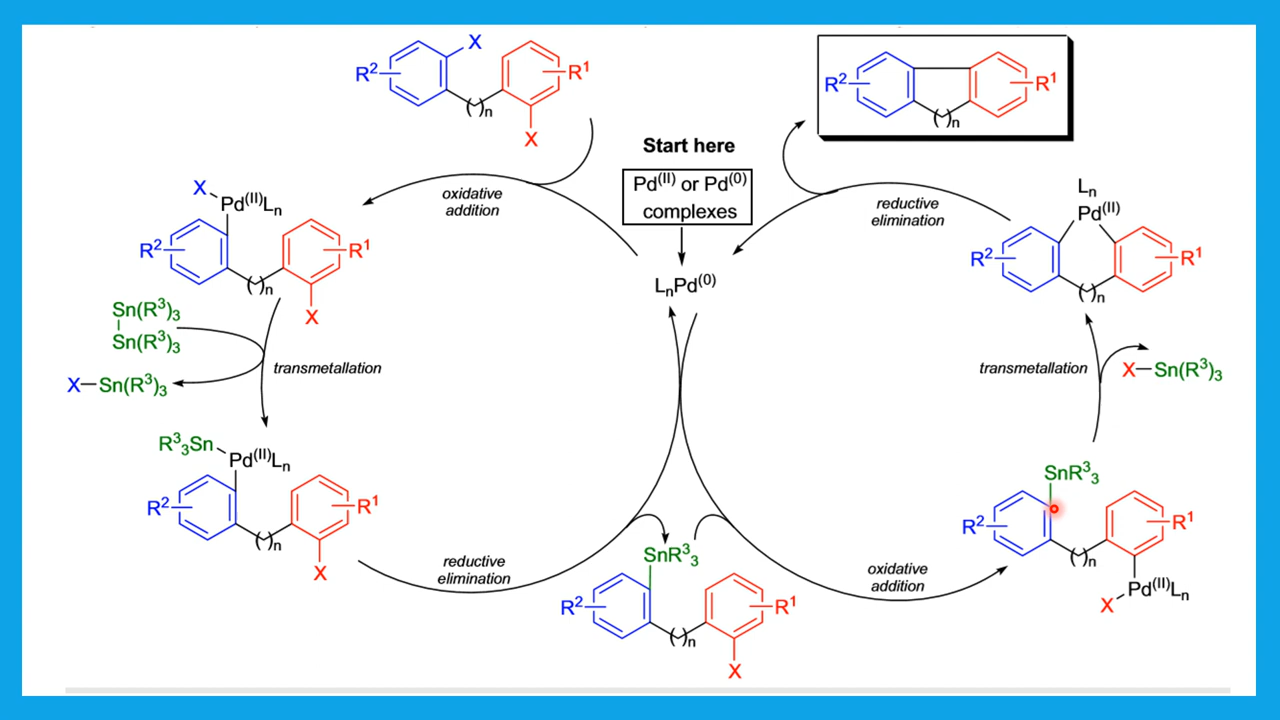 X
R² R¹
( )n
X
Start here
Pd(II) or Pd(0)
complexes
R² R¹
( )n
oxidative
addition
reductive
elimination
X
Pd(II)Ln
R² R¹
( )n
X
LnPd(0)
Ln
Pd(II)
R² R¹
( )n
Sn(R³)₃
Sn(R³)₃
X–Sn(R³)₃
transmetallation
transmetallation
X–Sn(R³)₃
R³₃Sn
Pd(II)Ln
R² R¹
( )n
X
reductive
elimination
SnR³₃
R² R¹
( )n
X
oxidative
addition
SnR³₃
R² R¹
( )n
Pd(II)Ln
X